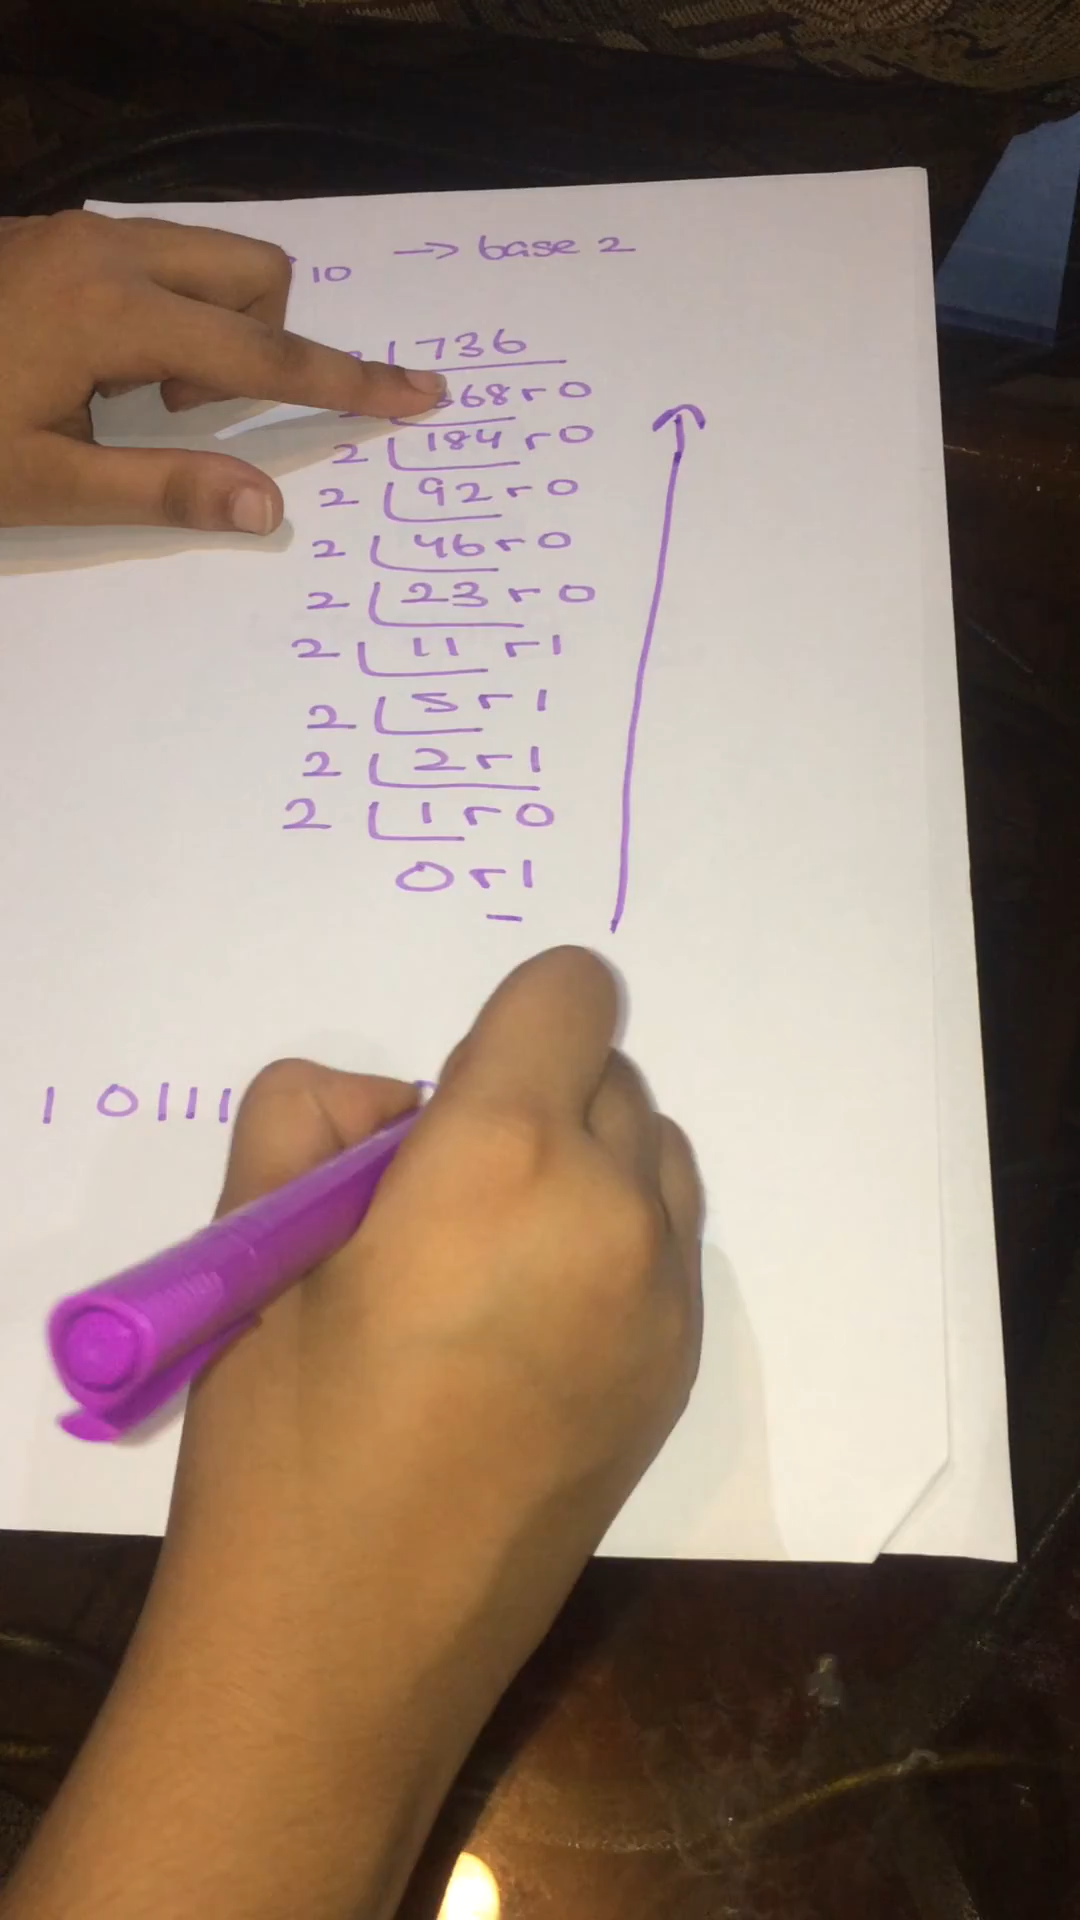 10 → base 2
736
68 r 0
2 184 r 0
2 92 r 0
2 46 r 0
2 23 r 0
2 11 r 1
2 5 r 1
2 2 r 1
2 1 r 0
0 r 1
1 0111